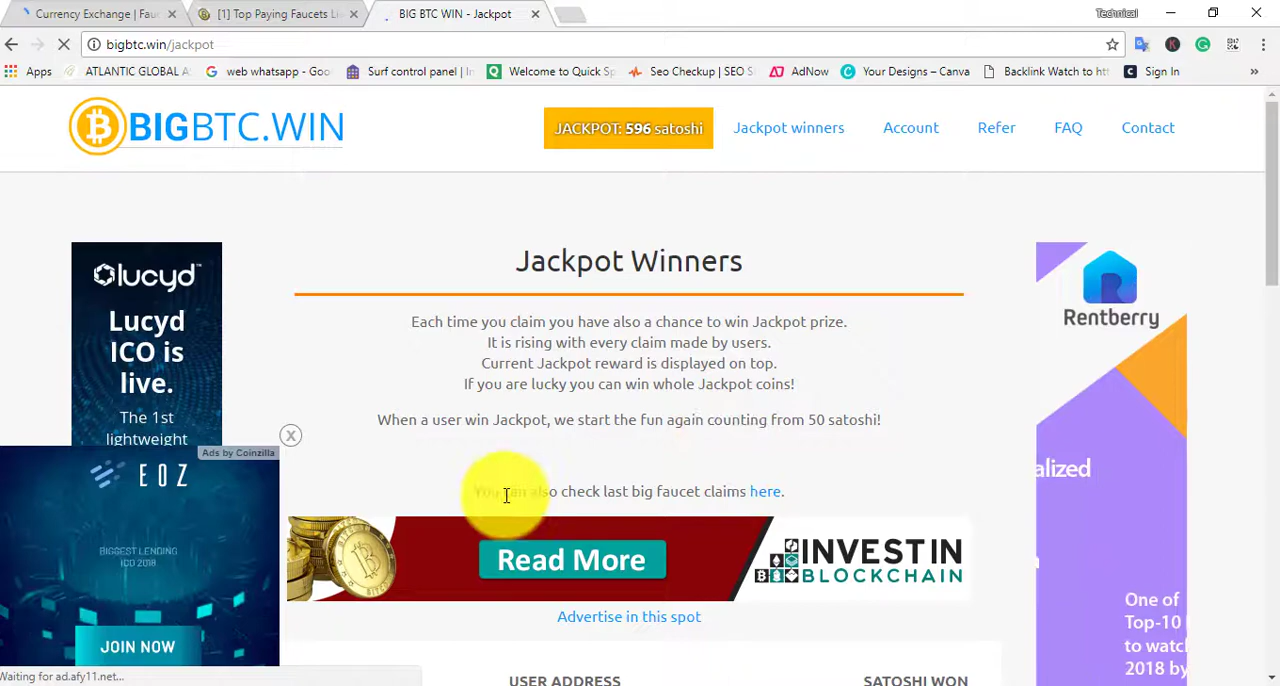 Currency Exchange | Fau
[1] Top Paying Faucets Li
BIG BTC WIN - Jackpot
Technical
bigbtc.win/jackpot
Apps
ATLANTIC GLOBAL A
web whatsapp - Goo
Surf control panel | In
Welcome to Quick Sp
Seo Checkup | SEO S
AdNow
Your Designs – Canva
Backlink Watch to htt
Sign In
BIGBTC.WIN
JACKPOT: 596 satoshi
Jackpot winners
Account
Refer
FAQ
Contact
lucyd™
Lucyd
ICO is
live.
The 1st
lightweight
Jackpot Winners
Each time you claim you have also a chance to win Jackpot prize.
It is rising with every claim made by users.
Current Jackpot reward is displayed on top.
If you are lucky you can win whole Jackpot coins!
When a user win Jackpot, we start the fun again counting from 50 satoshi!
You can also check last big faucet claims here.
Rentberry
alized
One of
Top-10
to watc
2018 by
Ads by Coinzilla
EOZ
BIGGEST LENDING
ICO 2018
JOIN NOW
Read More
INVEST IN
BLOCKCHAIN
Advertise in this spot
USER ADDRESS
SATOSHI WON
Waiting for ad.afy11.net...